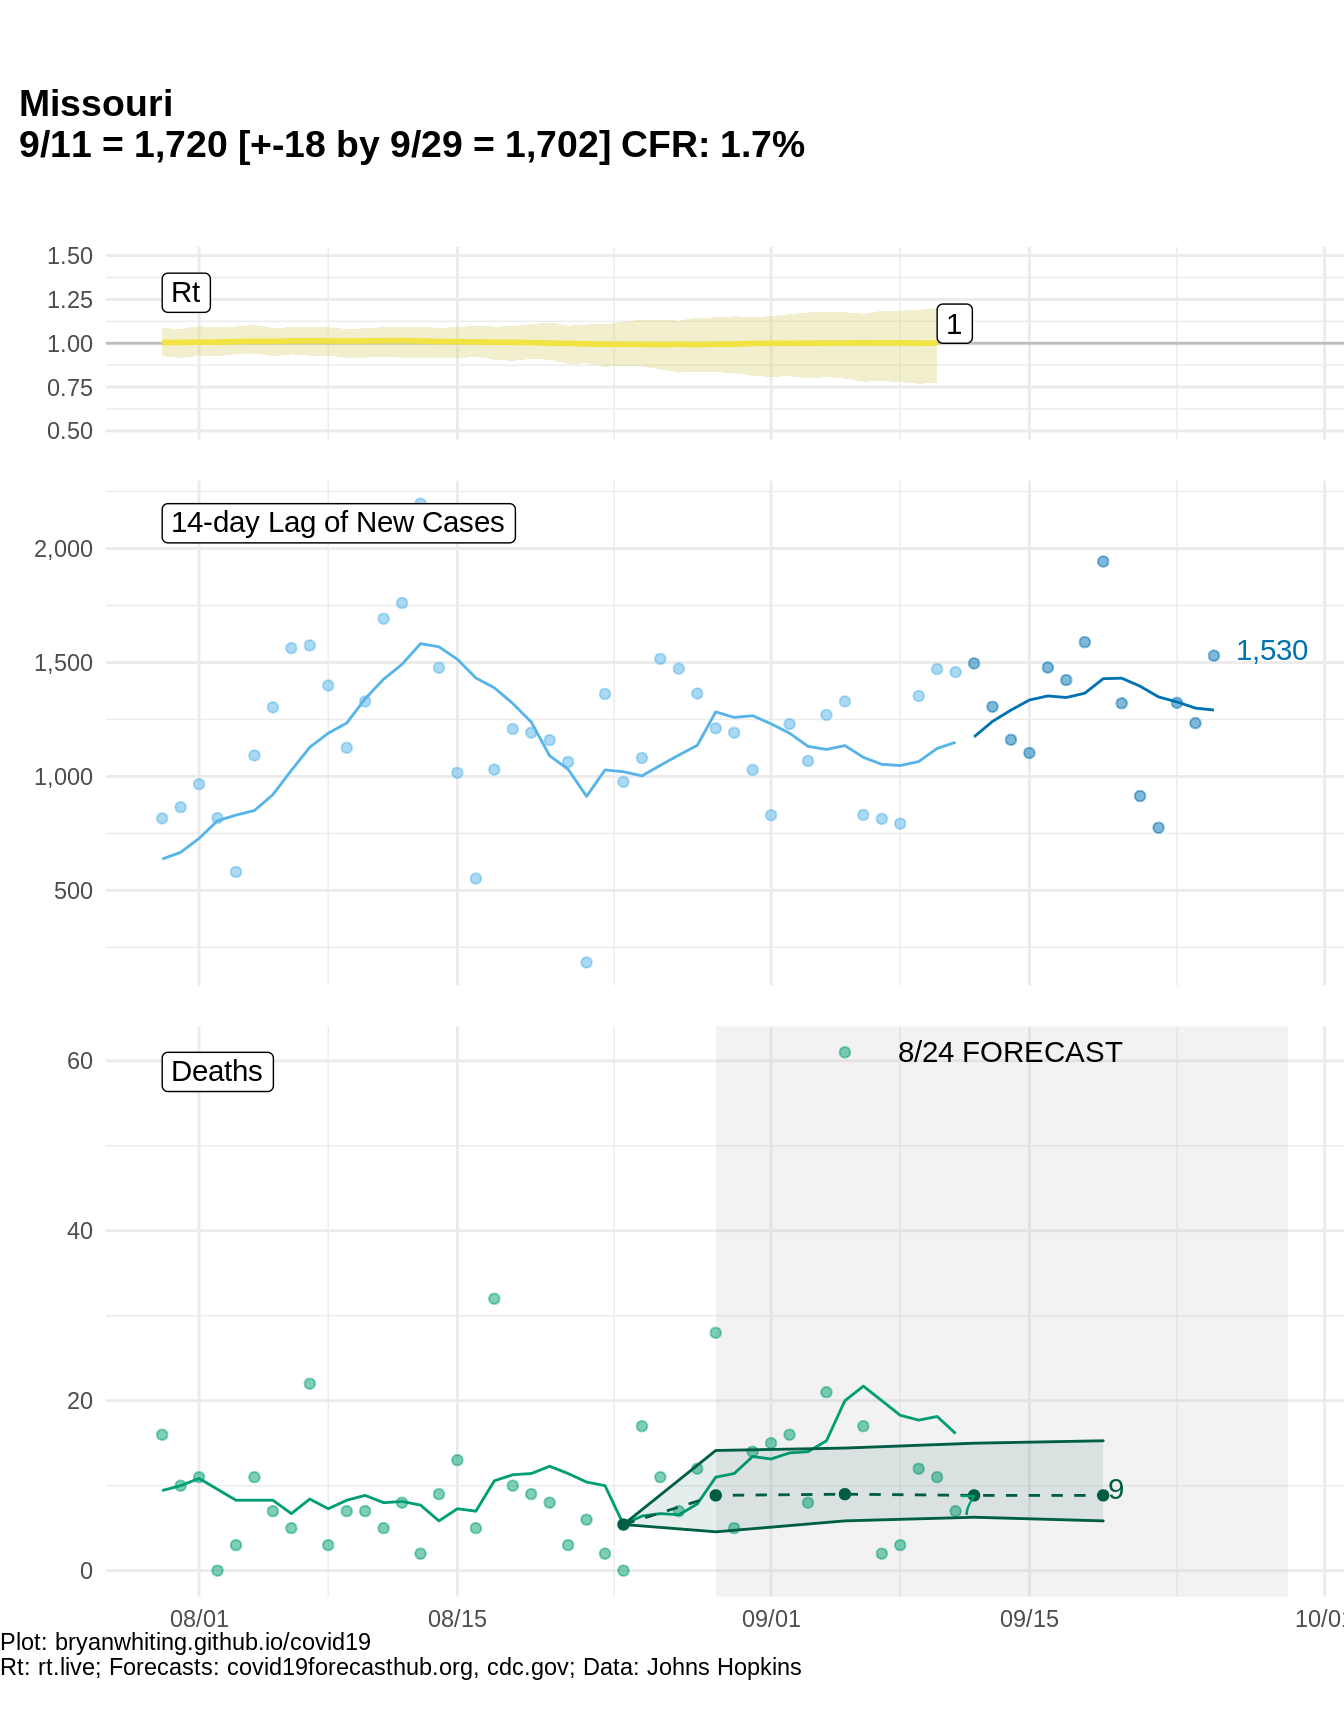 Missouri
9/11 = 1,720 [+-18 by 9/29 = 1,702] CFR: 1.7%
1.50
Rt
1.25
1
1.00
0.75
0.50
14-day Lag of New Cases
2,000
1,500
1,530
1,000
500
8/24 FORECAST
60
Deaths
40
20
9
0
08/01 08/15 09/01 09/15
Plot: bryanwhiting.github.io/covid19
Rt: rt.live; Forecasts: covid19forecasthub.org, cdc.gov; Data: Johns Hopkins